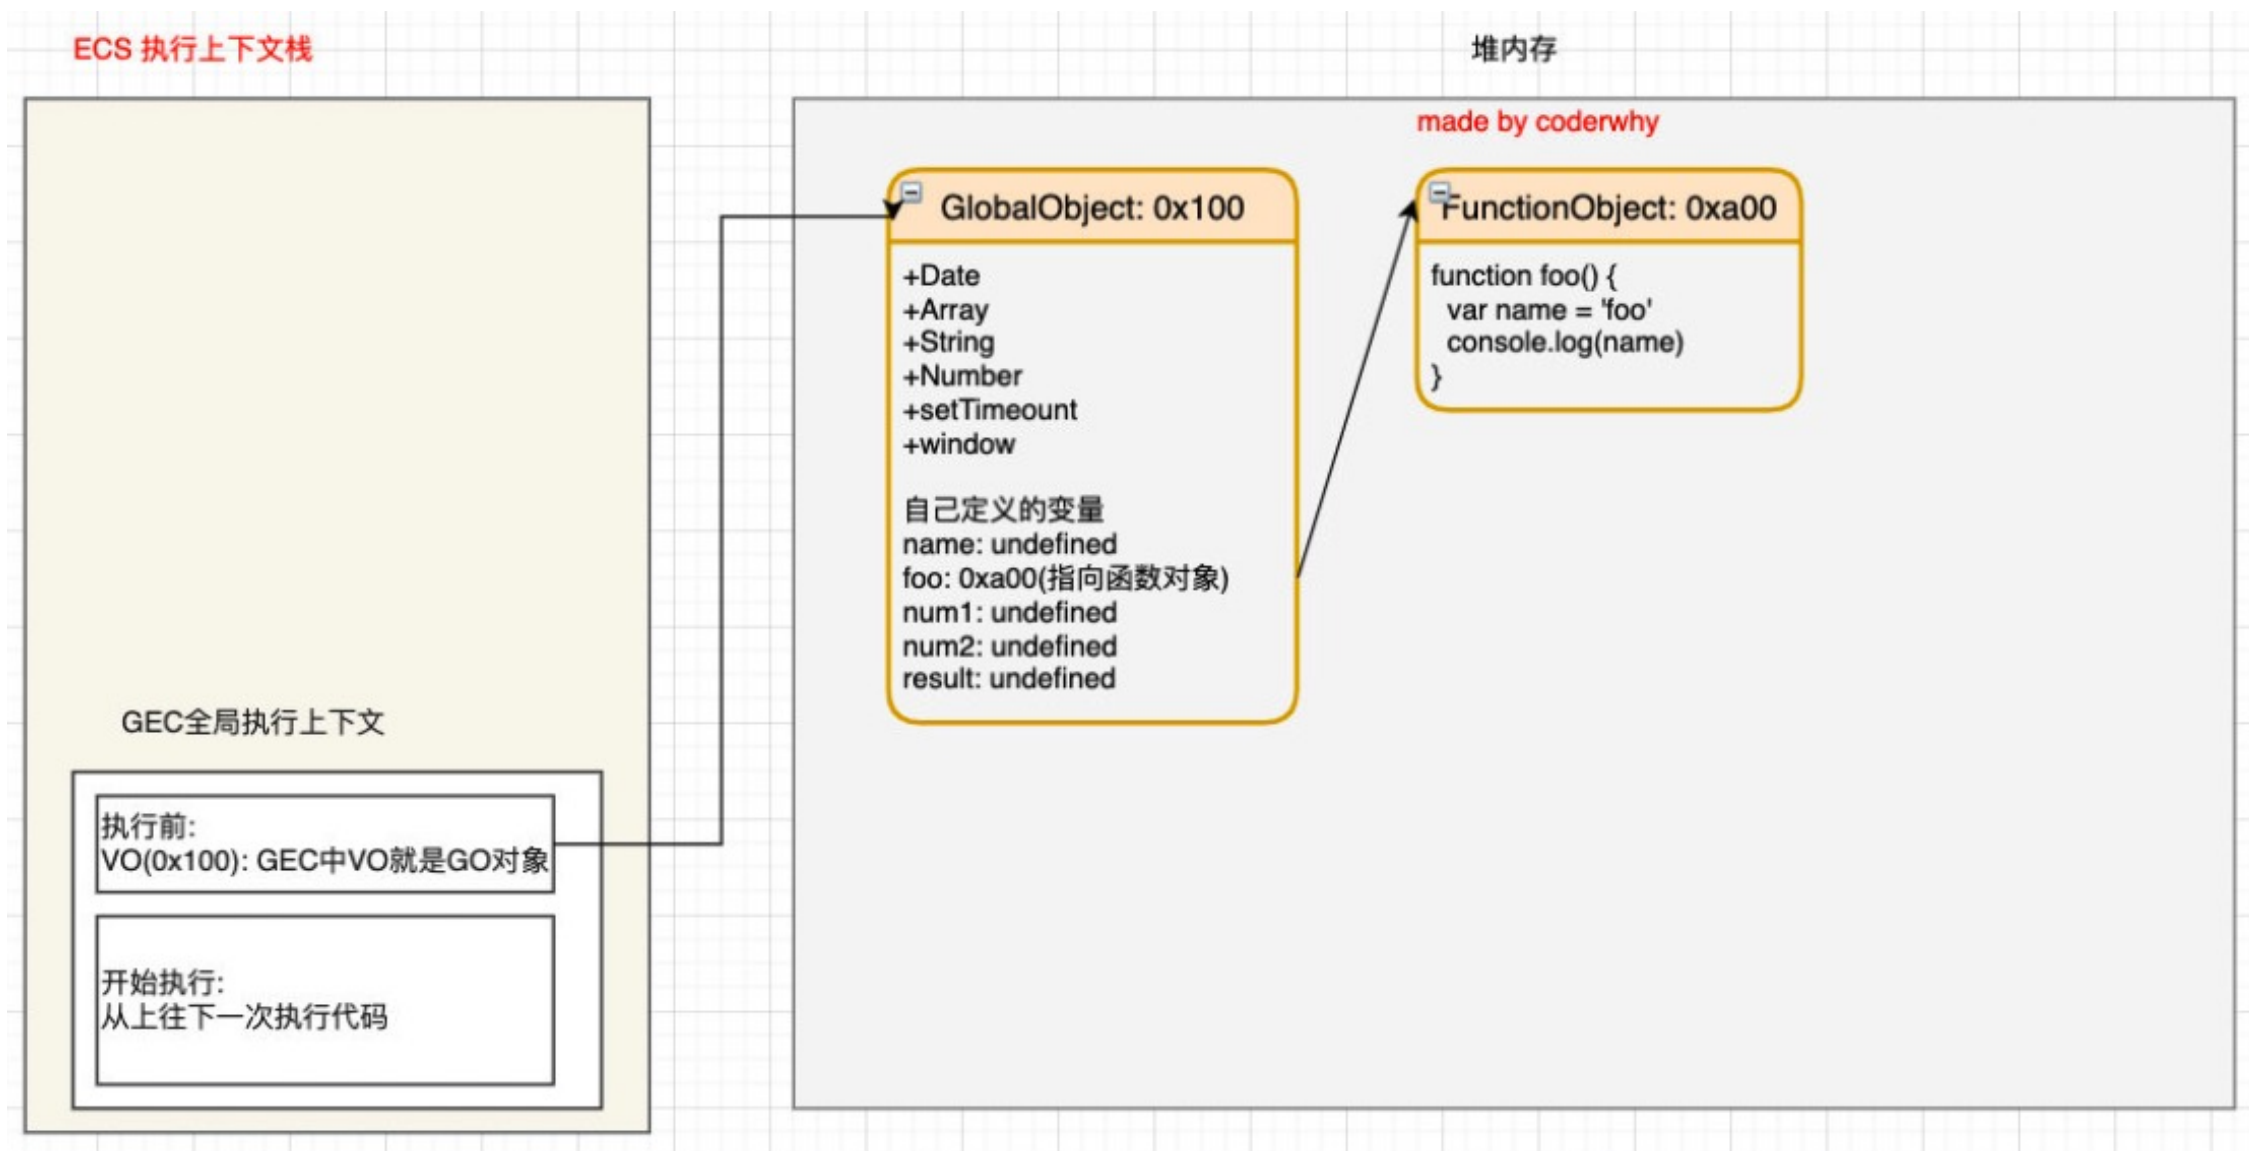 ECS 执行上下文栈
堆内存
made by coderwhy
GlobalObject: 0x100
+Date
+Array
+String
+Number
+setTimeount
+window
自己定义的变量
name: undefined
foo: 0xa00(指向函数对象)
num1: undefined
num2: undefined
result: undefined
FunctionObject: 0xa00
function foo() {
var name = 'foo'
console.log(name)
}
GEC全局执行上下文
执行前:
VO(0x100): GEC中VO就是GO对象
开始执行:
从上往下一次执行代码